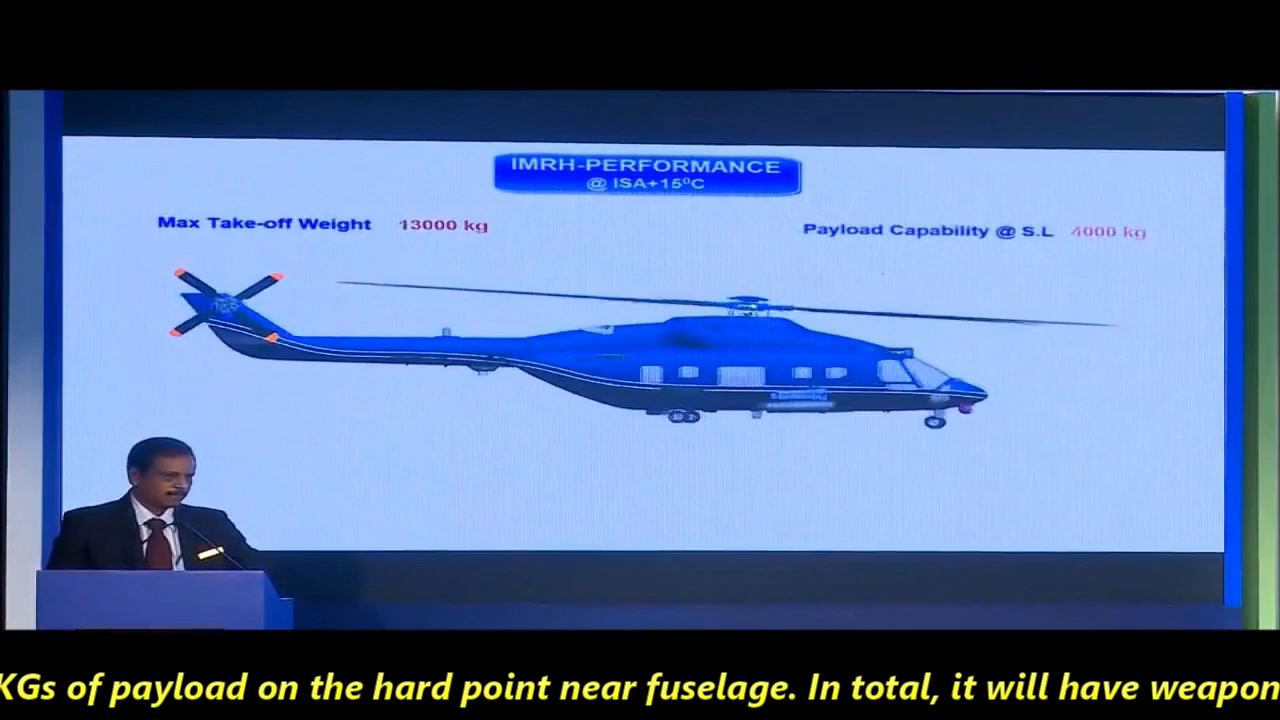 IMRH-PERFORMANCE
@ ISA+15⁰C
Max Take-off Weight 13000 kg
Payload Capability @ S.L 4000 kg
KGs of payload on the hard point near fuselage. In total, it will have weapon